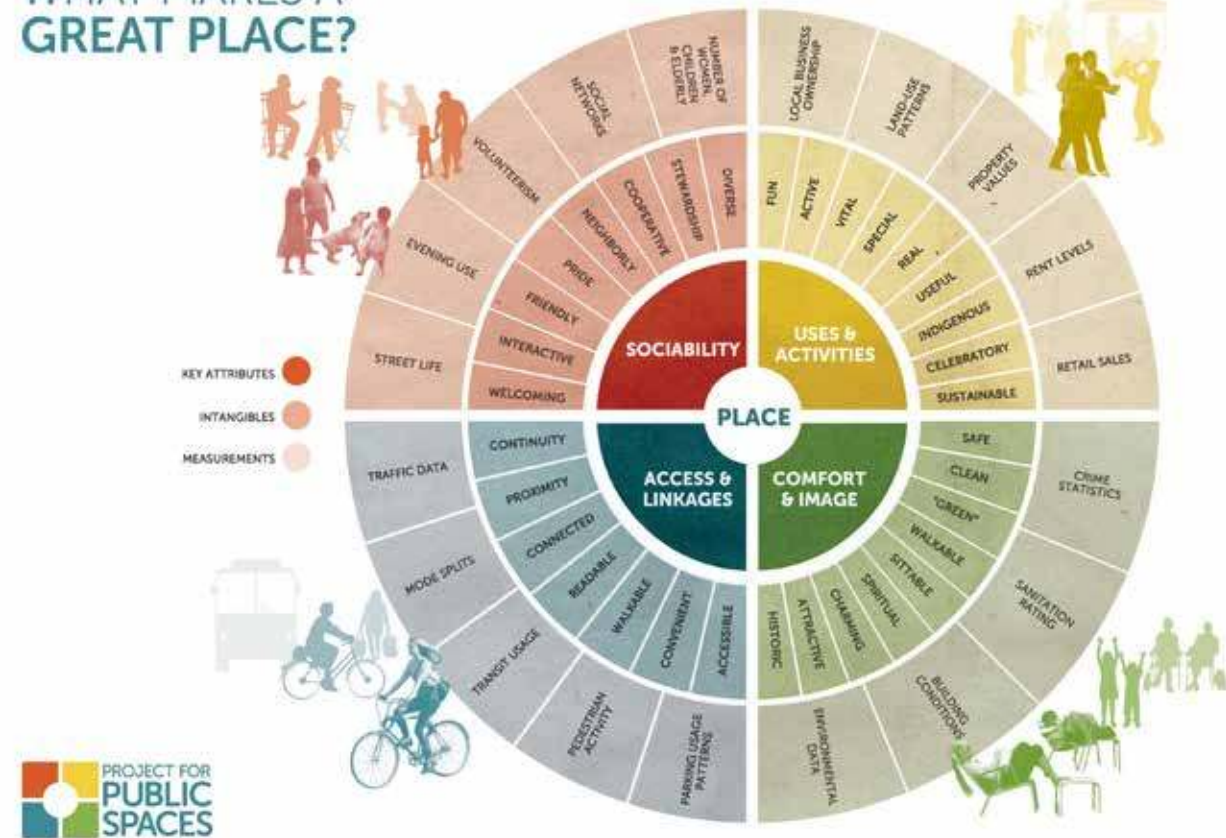 WHAT MAKES A
GREAT PLACE?
KEY ATTRIBUTES
INTANGIBLES
MEASUREMENTS
PLACE
SOCIABILITY
USES &
ACTIVITIES
ACCESS &
LINKAGES
COMFORT
& IMAGE
WELCOMING
INTERACTIVE
FRIENDLY
PRIDE
NEIGHBORLY
COOPERATIVE
STEWARDSHIP
DIVERSE
FUN
ACTIVE
VITAL
SPECIAL
REAL
USEFUL
INDIGENOUS
CELEBRATORY
SUSTAINABLE
SAFE
CLEAN
"GREEN"
WALKABLE
SITTABLE
SPIRITUAL
CHARMING
ATTRACTIVE
HISTORIC
ACCESSIBLE
CONVENIENT
WALKABLE
READABLE
CONNECTED
PROXIMITY
CONTINUITY
STREET LIFE
EVENING USE
VOLUNTEERISM
SOCIAL
NETWORKS
NUMBER OF
WOMEN,
CHILDREN
& ELDERLY
LOCAL BUSINESS
OWNERSHIP
LAND-USE
PATTERNS
PROPERTY
VALUES
RENT LEVELS
RETAIL SALES
CRIME
STATISTICS
SANITATION
RATING
BUILDING
CONDITIONS
ENVIRONMENTAL
DATA
PARKING USAGE
PATTERNS
PEDESTRIAN
ACTIVITY
TRANSIT USAGE
MODE SPLITS
TRAFFIC DATA
PROJECT FOR
PUBLIC
SPACES